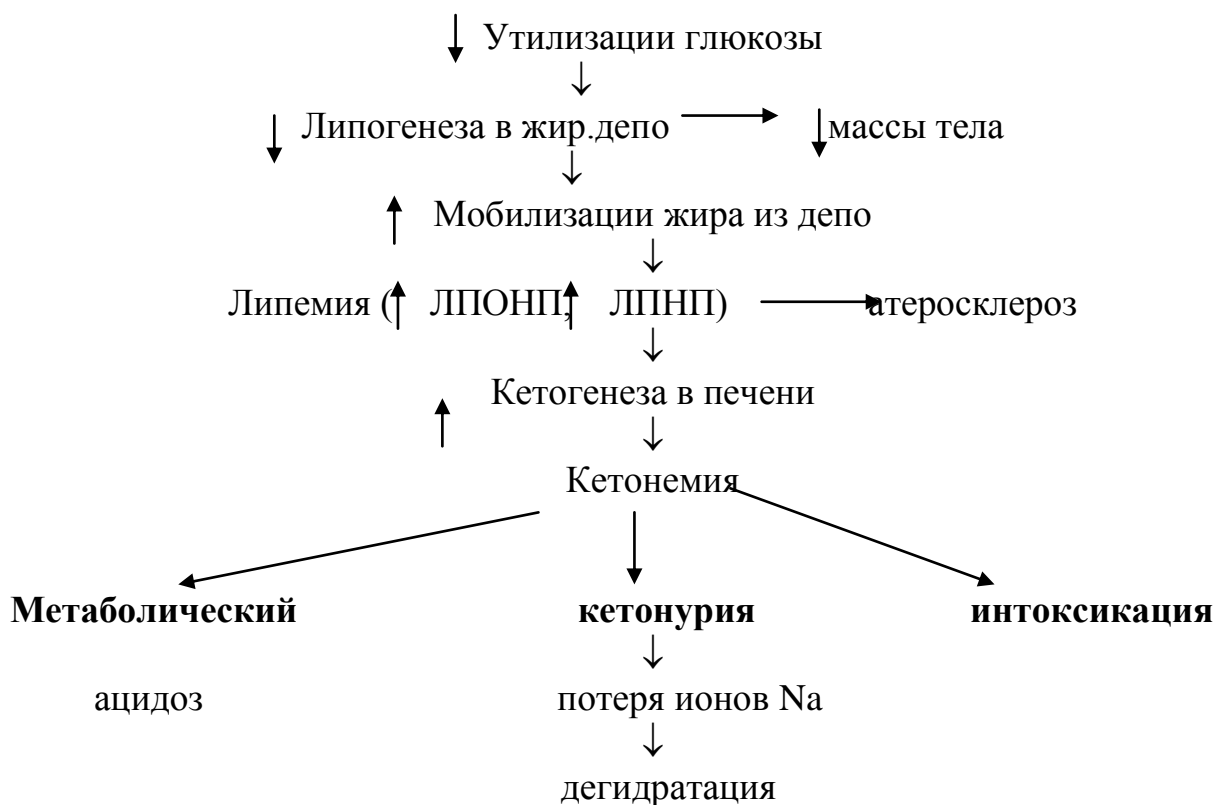 Утилизации глюкозы
Липогенеза в жир.депо массы тела
Мобилизации жира из депо
Липемия ( ЛПОНП, ЛПНП) атеросклероз
Кетогенеза в печени
Кетонемия
Метаболический кетонурия интоксикация
ацидоз потеря ионов Na
дегидратация